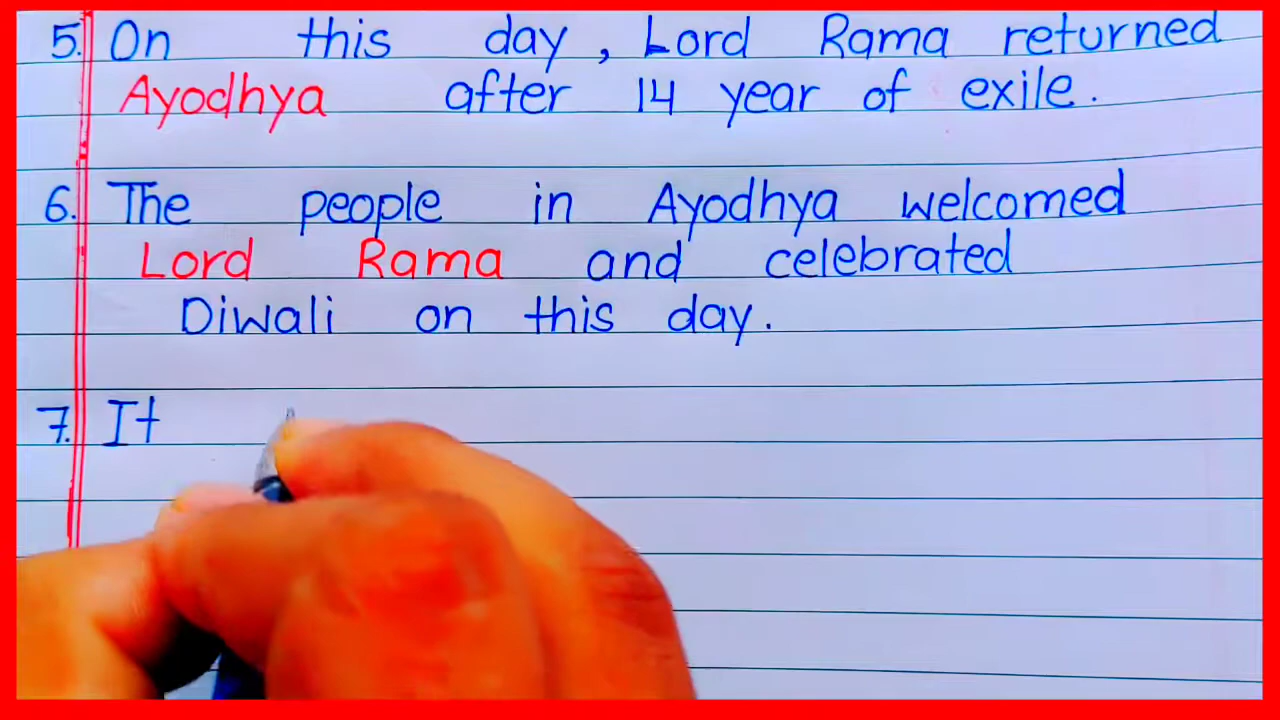 5. On this day, Lord Rama returned
Ayodhya after 14 year of exile.
6. The people in Ayodhya welcomed
Lord Rama and celebrated
Diwali on this day.
7. It